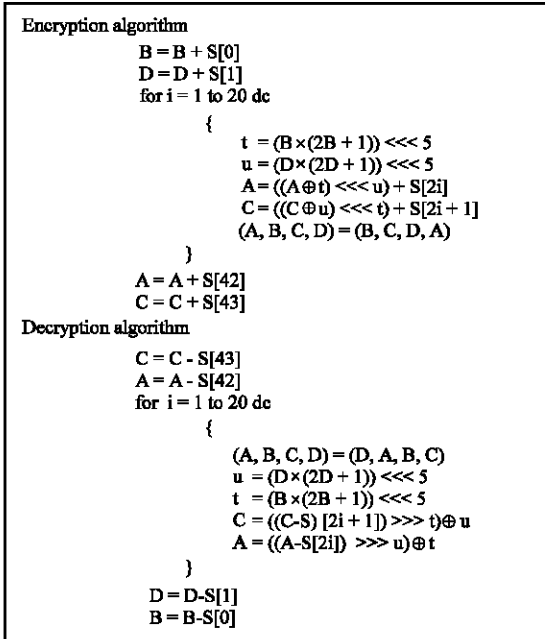 Encryption algorithm
B = B + S[0]
D = D + S[1]
for i = 1 to 20 dc
{
t = (B×(2B + 1)) <<< 5
u = (D×(2D + 1)) <<< 5
A = ((A⊕t) <<< u) + S[2i]
C = ((C⊕u) <<< t) + S[2i + 1]
(A, B, C, D) = (B, C, D, A)
}
A = A + S[42]
C = C + S[43]
Decryption algorithm
C = C - S[43]
A = A - S[42]
for i = 1 to 20 dc
{
(A, B, C, D) = (D, A, B, C)
u = (D×(2D + 1)) <<< 5
t = (B×(2B + 1)) <<< 5
C = ((C-S) [2i + 1]) >>> t)⊕u
A = ((A-S[2i]) >>> u)⊕t
}
D = D-S[1]
B = B-S[0]